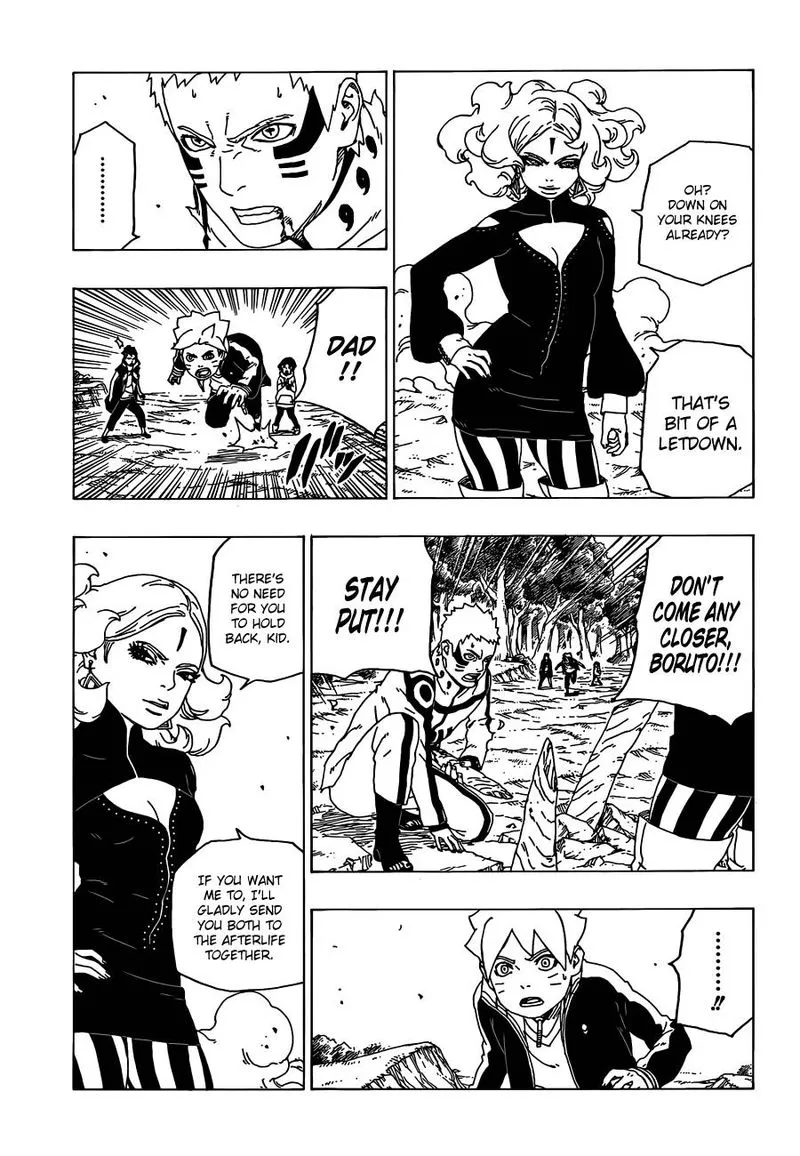 OH?
DOWN ON
YOUR KNEES
ALREADY?
THAT'S
BIT OF A
LETDOWN.
........
DAD
!!
DON'T
COME ANY
CLOSER,
BORUTO!!!
STAY
PUT!!!
......!!
THERE'S
NO NEED
FOR YOU
TO HOLD
BACK, KID.
IF YOU WANT
ME TO, I'LL
GLADLY SEND
YOU BOTH
TO THE
AFTERLIFE
TOGETHER.